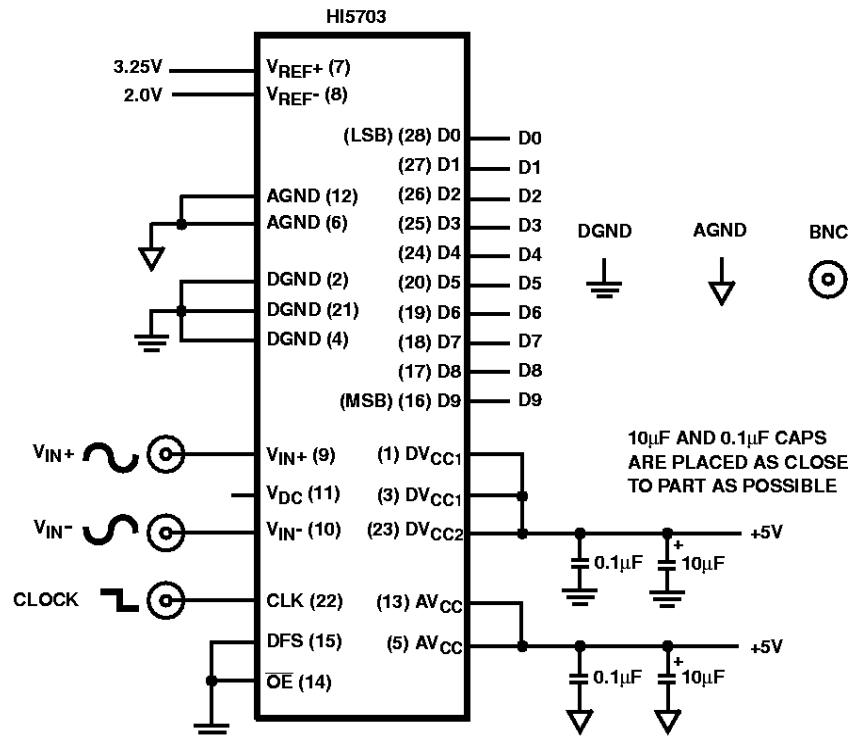 HI5703
3.25V
VREF+ (7)
2.0V
VREF- (8)
(LSB) (28) D0
D0
(27) D1
D1
AGND (12)
(26) D2
D2
AGND (6)
(25) D3
D3
(24) D4
D4
DGND (2)
(20) D5
D5
DGND (21)
(19) D6
D6
DGND (4)
(18) D7
D7
(17) D8
D8
(MSB) (16) D9
D9
DGND
AGND
BNC
VIN+
VIN+ (9)
(1) DVCC1
VDC (11)
(3) DVCC1
VIN-
VIN- (10)
(23) DVCC2
+5V
0.1μF
+
10μF
10μF AND 0.1μF CAPS
ARE PLACED AS CLOSE
TO PART AS POSSIBLE
CLOCK
CLK (22)
(13) AVCC
DFS (15)
(5) AVCC
+5V
OE (14)
0.1μF
+
10μF